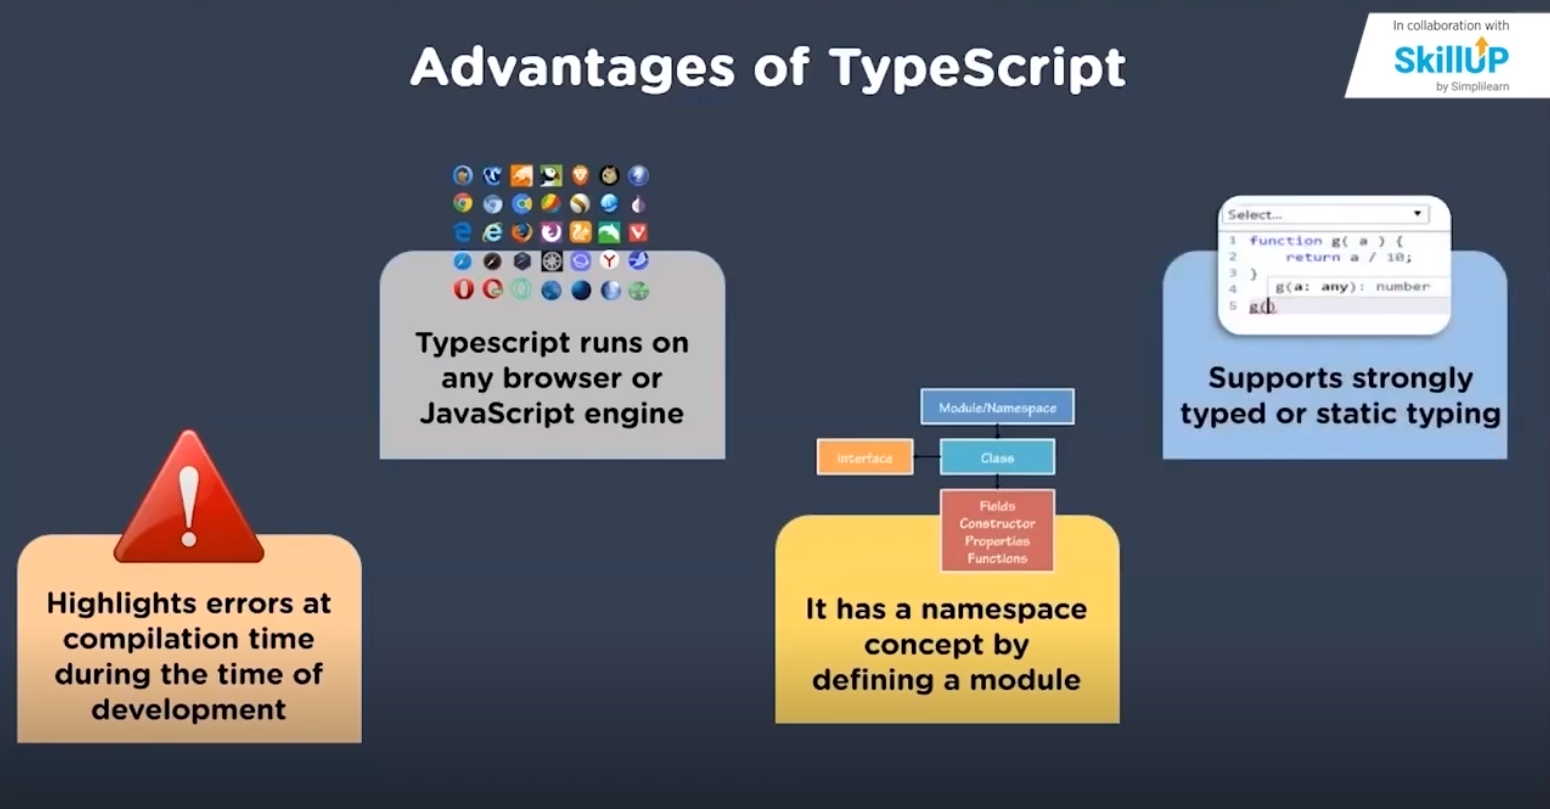 Advantages of TypeScript
In collaboration with
SkillUP
by Simplilearn
Typescript runs on
any browser or
JavaScript engine
Select...
1 function g( a ) {
2 return a / 10;
3 }
4 g(a: any): number
5 g()
Supports strongly
typed or static typing
Module/Namespace
Interface
Class
Fields
Constructor
Properties
Functions
Highlights errors at
compilation time
during the time of
development
It has a namespace
concept by
defining a module